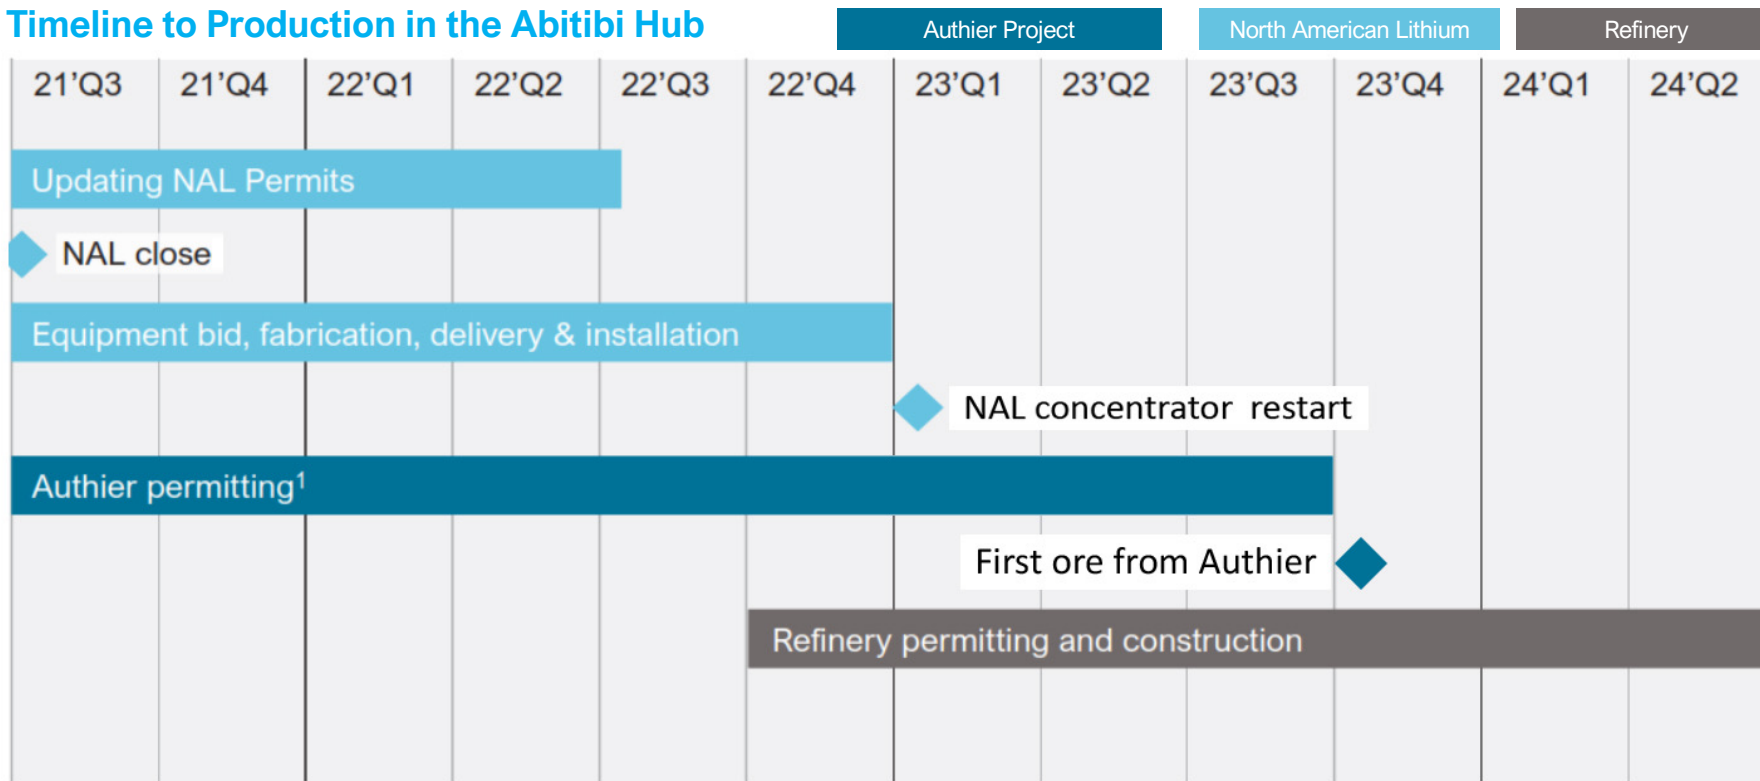 Timeline to Production in the Abitibi Hub
Authier Project
North American Lithium
Refinery
21'Q3 21'Q4 22'Q1 22'Q2 22'Q3 22'Q4 23'Q1 23'Q2 23'Q3 23'Q4 24'Q1 24'Q2
Updating NAL Permits
NAL close
Equipment bid, fabrication, delivery & installation
NAL concentrator restart
Authier permitting¹
First ore from Authier
Refinery permitting and construction